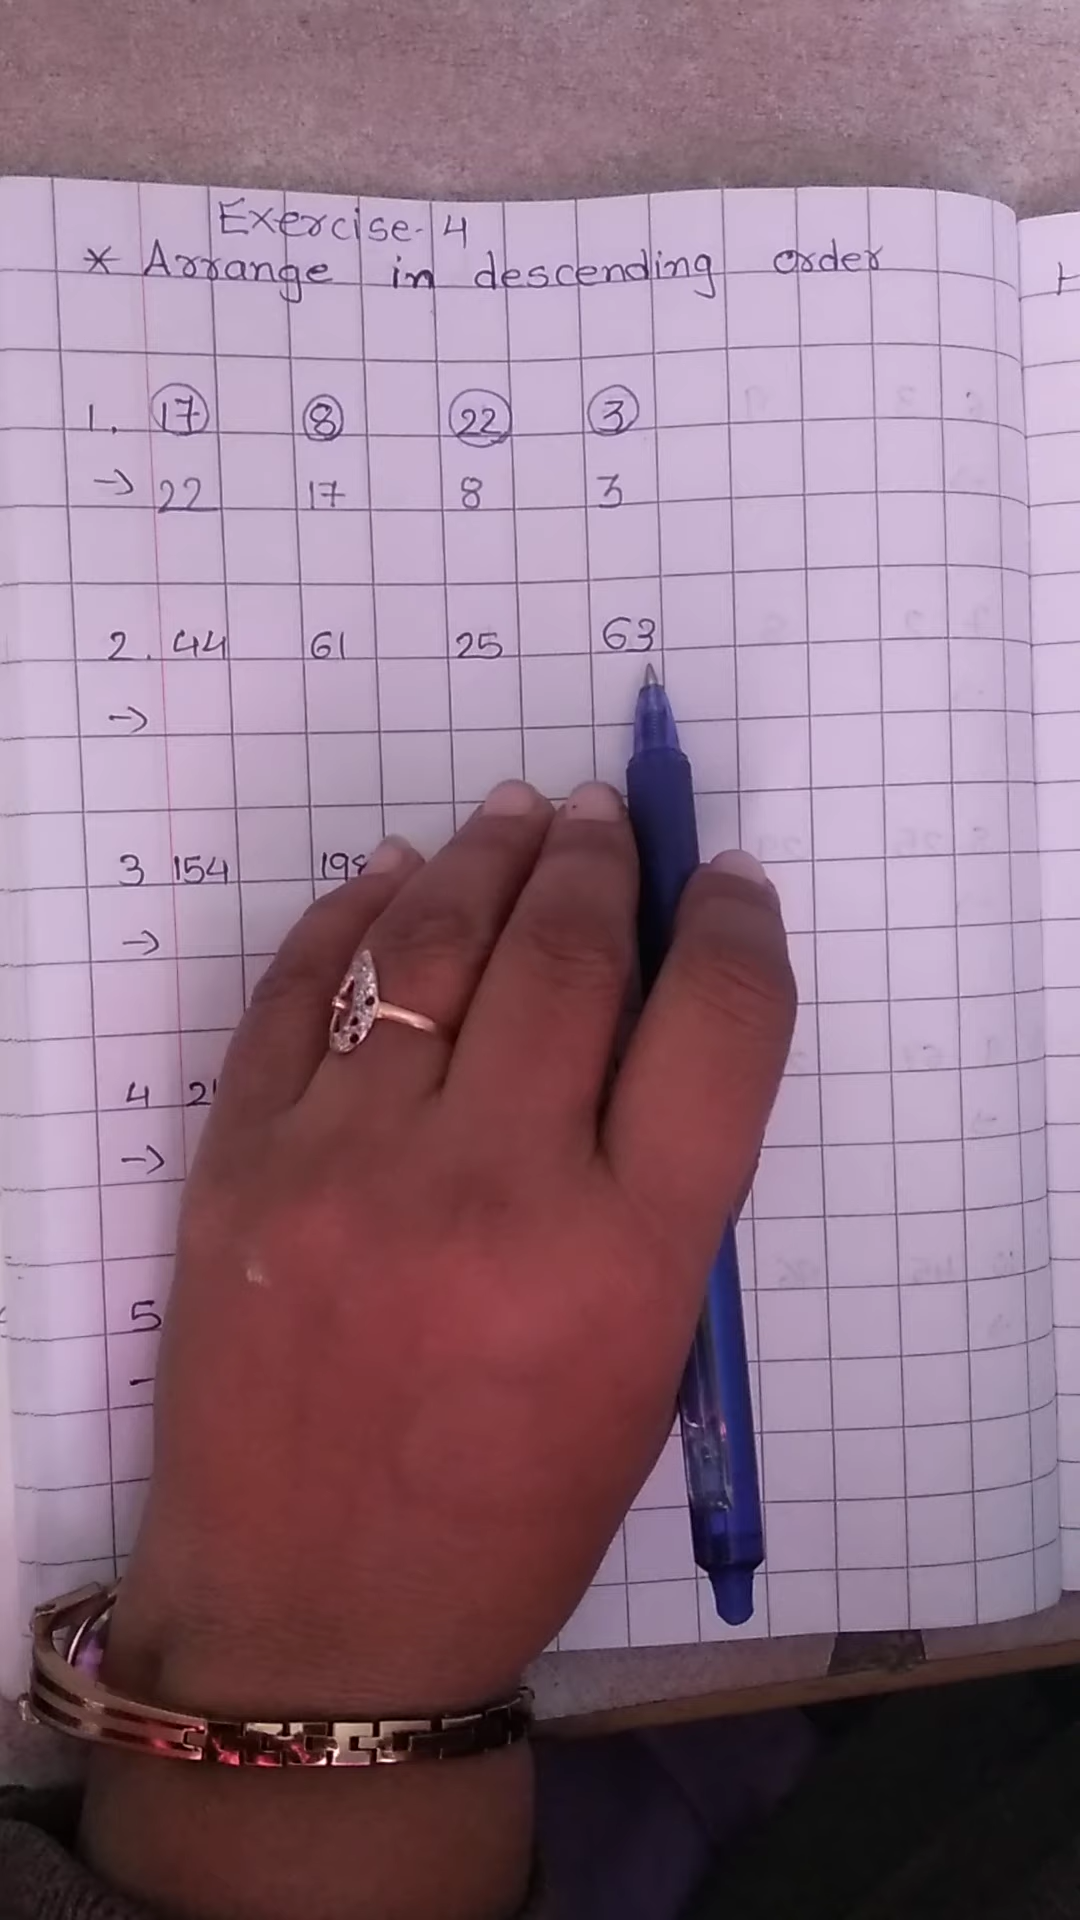 Exercise-4
* Arrange in descending order
1. 17 8 22 3
→ 22 17 8 3
2. 44 61 25 63
→
3 154
→
4
→
5